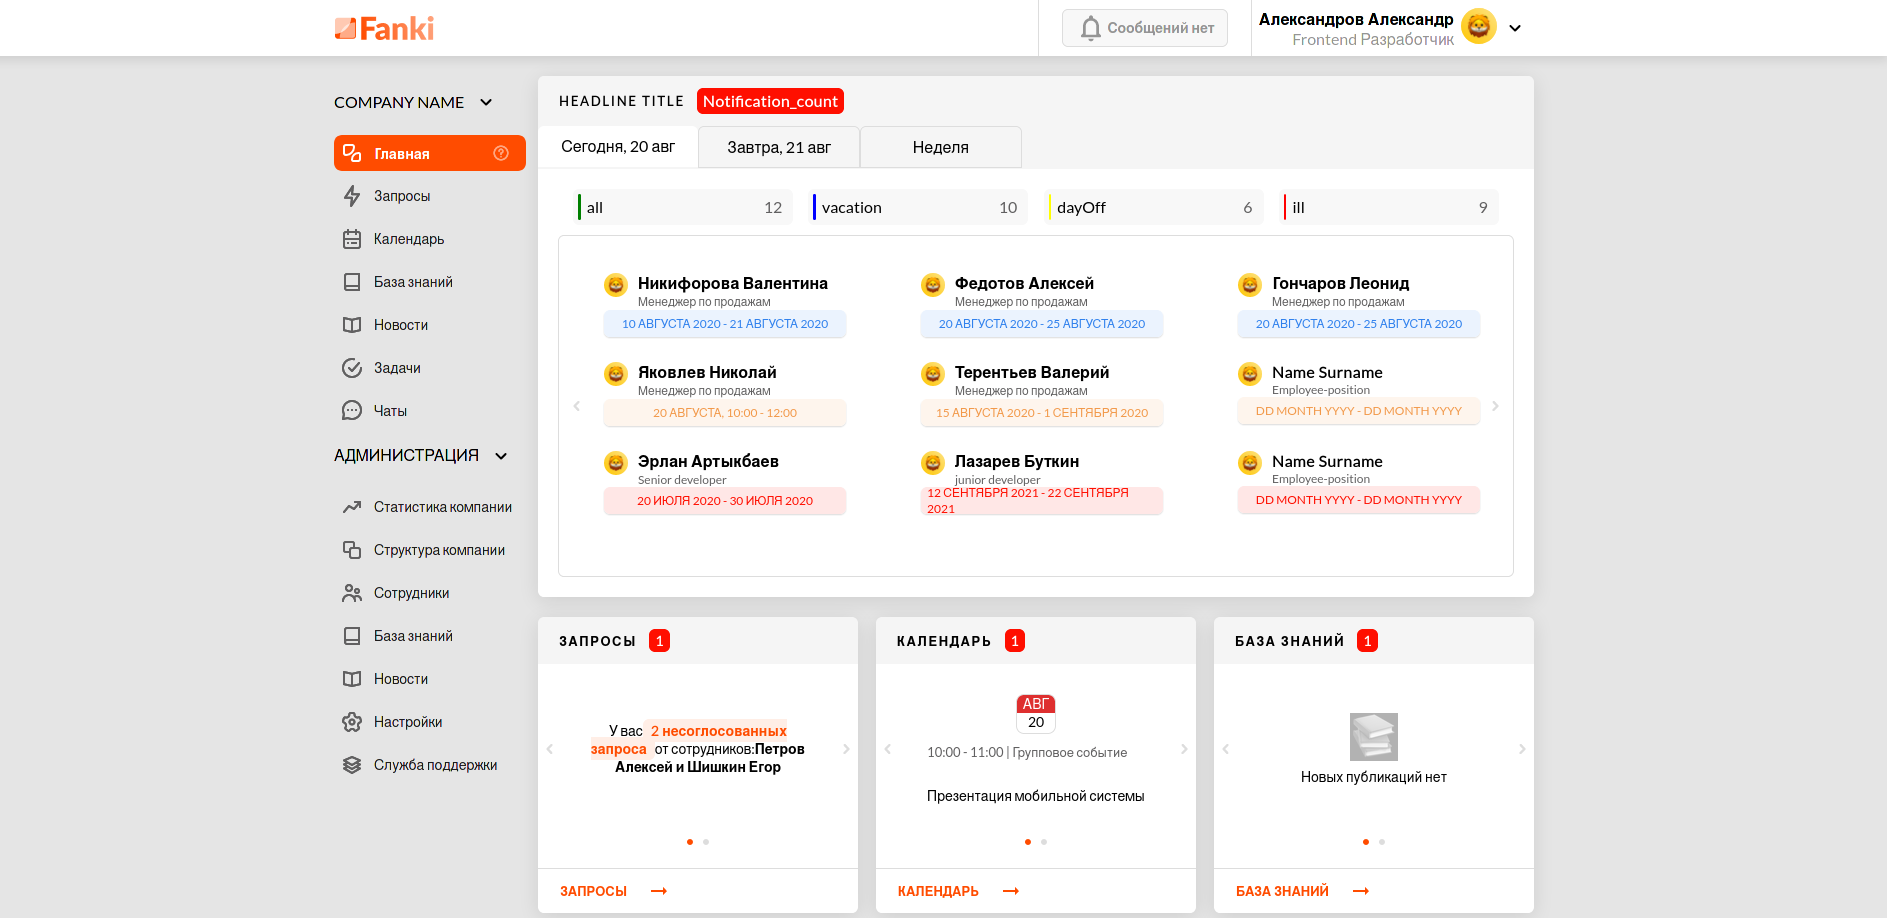 Fanki
Сообщений нет
Александров Александр
Frontend Разработчик
COMPANY NAME
Главная
Запросы
Календарь
База знаний
Новости
Задачи
Чаты
АДМИНИСТРАЦИЯ
Статистика компании
Структура компании
Сотрудники
База знаний
Новости
Настройки
Служба поддержки
HEADLINE TITLE Notification_count
Сегодня, 20 авг
Завтра, 21 авг
Неделя
all 12
vacation 10
dayOff 6
ill 9
Никифорова Валентина
Менеджер по продажам
10 АВГУСТА 2020 - 21 АВГУСТА 2020
Федотов Алексей
Менеджер по продажам
20 АВГУСТА 2020 - 25 АВГУСТА 2020
Гончаров Леонид
Менеджер по продажам
20 АВГУСТА 2020 - 25 АВГУСТА 2020
Яковлев Николай
Менеджер по продажам
20 АВГУСТА, 10:00 - 12:00
Терентьев Валерий
Менеджер по продажам
15 АВГУСТА 2020 - 1 СЕНТЯБРЯ 2020
Name Surname
Employee-position
DD MONTH YYYY - DD MONTH YYYY
Эрлан Артыкбаев
Senior developer
20 ИЮЛЯ 2020 - 30 ИЮЛЯ 2020
Лазарев Буткин
junior developer
12 СЕНТЯБРЯ 2021 - 22 СЕНТЯБРЯ
2021
Name Surname
Employee-position
DD MONTH YYYY - DD MONTH YYYY
ЗАПРОСЫ 1
У вас 2 несоглосованных
запроса от сотрудников:Петров
Алексей и Шишкин Егор
ЗАПРОСЫ
КАЛЕНДАРЬ 1
АВГ
20
10:00 - 11:00 | Групповое событие
Презентация мобильной системы
КАЛЕНДАРЬ
БАЗА ЗНАНИЙ 1
Новых публикаций нет
БАЗА ЗНАНИЙ